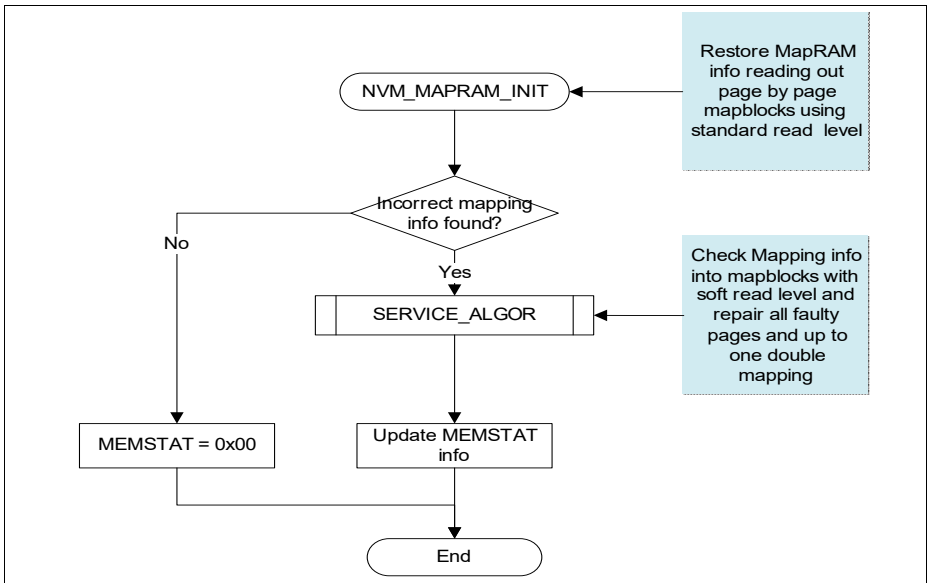 Restore MapRAM
info reading out
page by page
mapblocks using
standard read level
NVM_MAPRAM_INIT
Incorrect mapping
info found?
No
Yes
Check Mapping info
into mapblocks with
soft read level and
repair all faulty
pages and up to
one double
mapping
SERVICE_ALGOR
MEMSTAT = 0x00
Update MEMSTAT
info
End